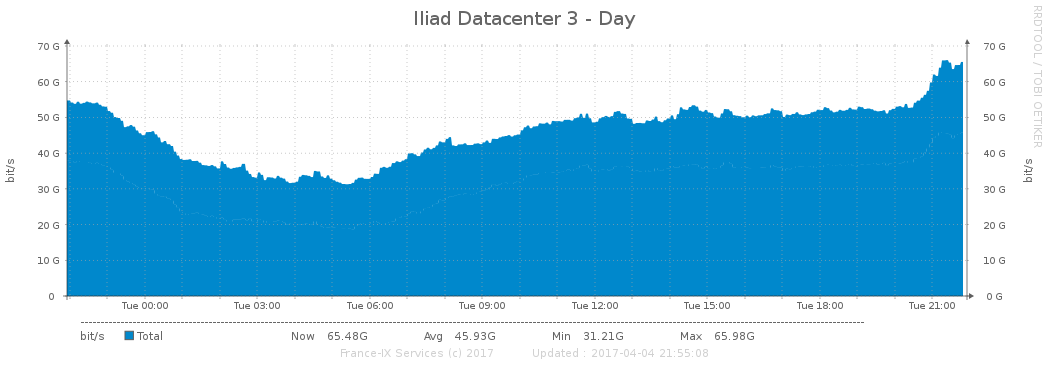 Iliad Datacenter 3 - Day
RRDTOOL / TOBI OETIKER
70 G 70 G
60 G 60 G
50 G 50 G
40 G 40 G
30 G 30 G
20 G 20 G
10 G 10 G
0 0 G
bit/s bit/s
Tue 00:00 Tue 03:00 Tue 06:00 Tue 09:00 Tue 12:00 Tue 15:00 Tue 18:00 Tue 21:00
bit/s Total Now 65.48G Avg 45.93G Min 31.21G Max 65.98G
France-IX Services (c) 2017 Updated : 2017-04-04 21:55:08